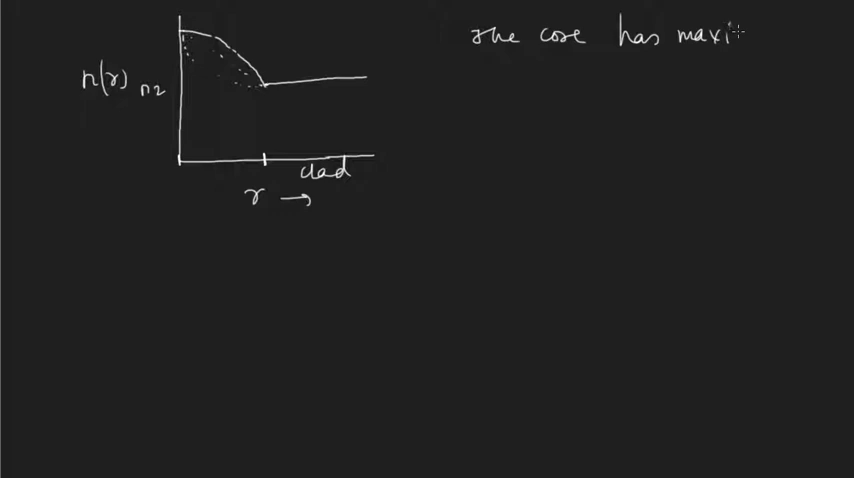 The core has maxi
n(r) n2
clad
r →